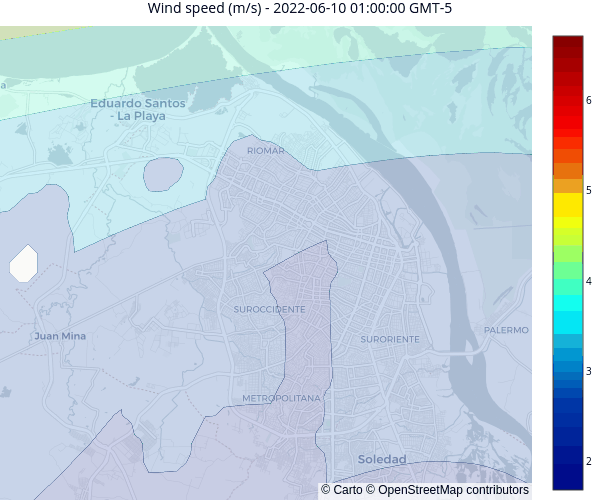 Wind speed (m/s) - 2022-06-10 01:00:00 GMT-5
a
Eduardo Santos
- La Playa
RIOMAR
SUROCCIDENTE
Juan Mina
SURORIENTE
PALERMO
METROPOLITANA
Soledad
© Carto © OpenStreetMap contributors
6
5
4
3
2